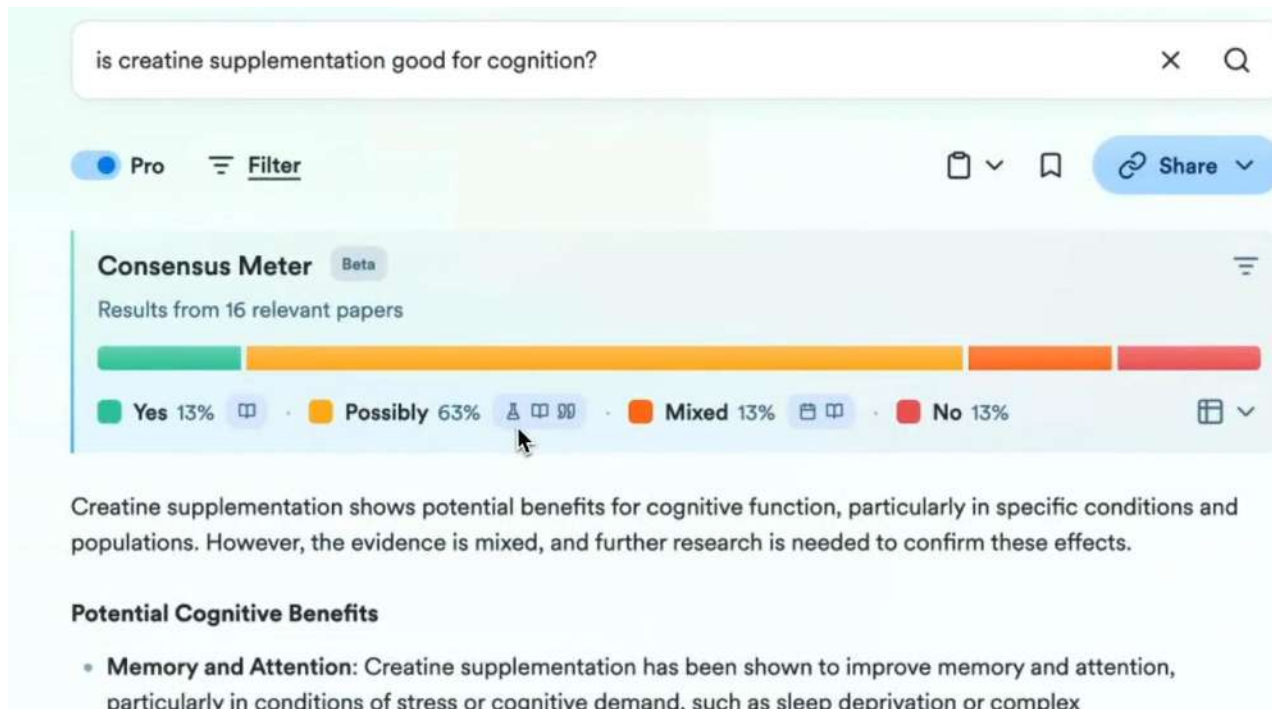 is creatine supplementation good for cognition?
Pro Filter Share
Consensus Meter Beta
Results from 16 relevant papers
Yes 13% · Possibly 63% · Mixed 13% · No 13%
Creatine supplementation shows potential benefits for cognitive function, particularly in specific conditions and
populations. However, the evidence is mixed, and further research is needed to confirm these effects.
Potential Cognitive Benefits
• Memory and Attention: Creatine supplementation has been shown to improve memory and attention,
particularly in conditions of stress or cognitive demand, such as sleep deprivation or complex